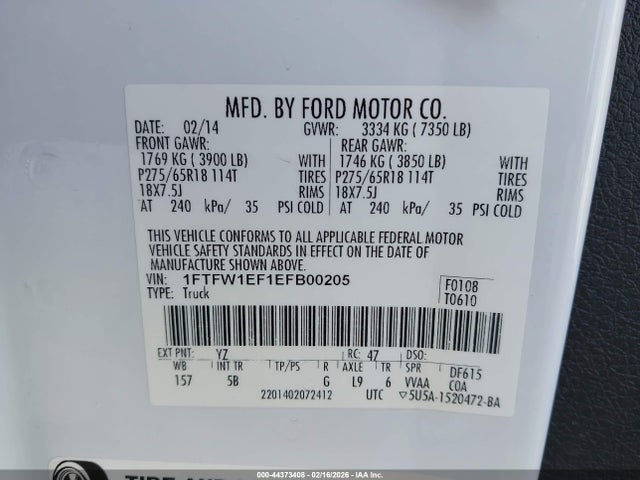 MFD. BY FORD MOTOR CO.
DATE: 02/14 GVWR: 3334 KG ( 7350 LB)
FRONT GAWR: REAR GAWR:
1769 KG ( 3900 LB) WITH 1746 KG ( 3850 LB) WITH
P275/65R18 114T TIRES P275/65R18 114T TIRES
18X7.5J RIMS 18X7.5J RIMS
AT 240 kPa/ 35 PSI COLD AT 240 kPa/ 35 PSI COLD
THIS VEHICLE CONFORMS TO ALL APPLICABLE FEDERAL MOTOR
VEHICLE SAFETY STANDARDS IN EFFECT ON THE DATE OF
MANUFACTURE SHOWN ABOVE.
VIN: 1FTFW1EF1EFB00205 F0108
TYPE: Truck T0610
EXT PNT: YZ RC: 47 DSO:
WB INT TR TP/PS R AXLE TR SPR DF615
157 5B G L9 6 VVAA COA
2201402072412 UTC ▽5U5A-1520472-BA
000-44373408 - 02/16/2026 - IAAI.COM